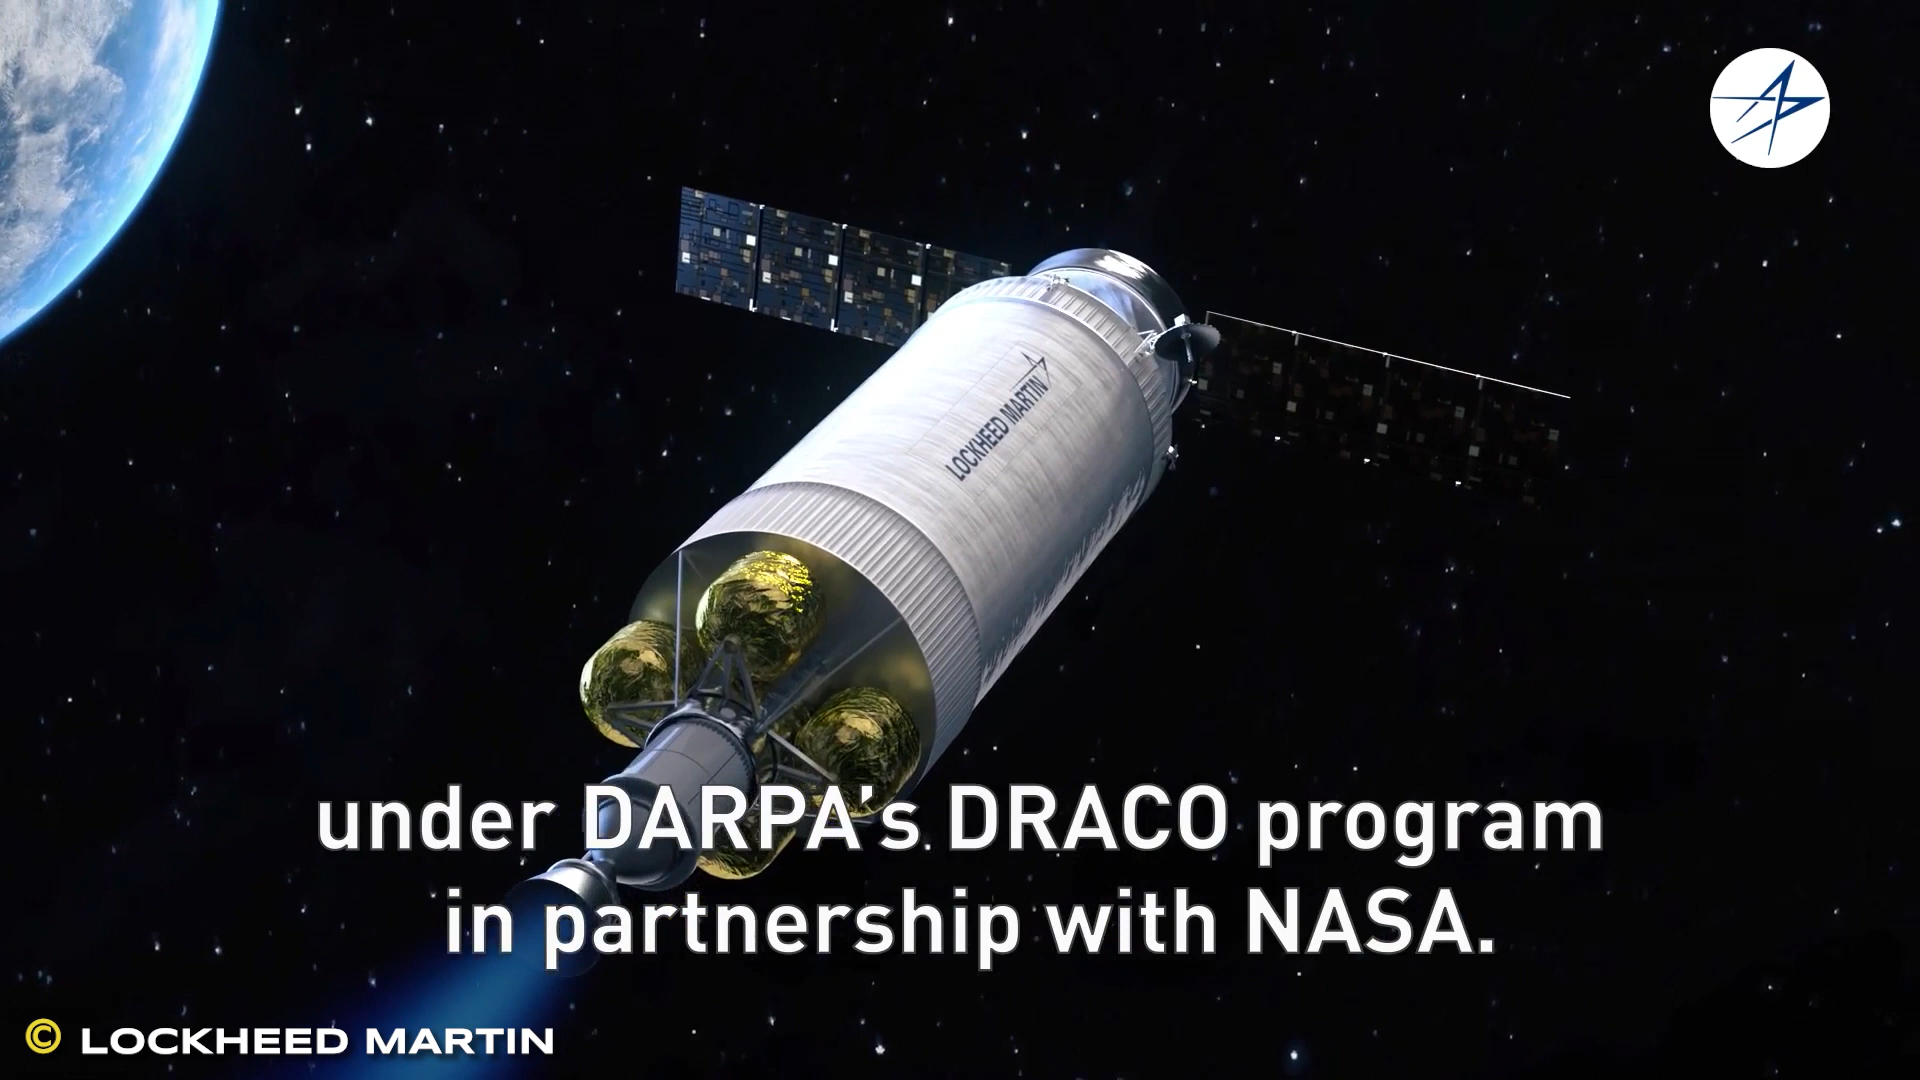 LOCKHEED MARTIN
under DARPA's DRACO program
in partnership with NASA.
© LOCKHEED MARTIN